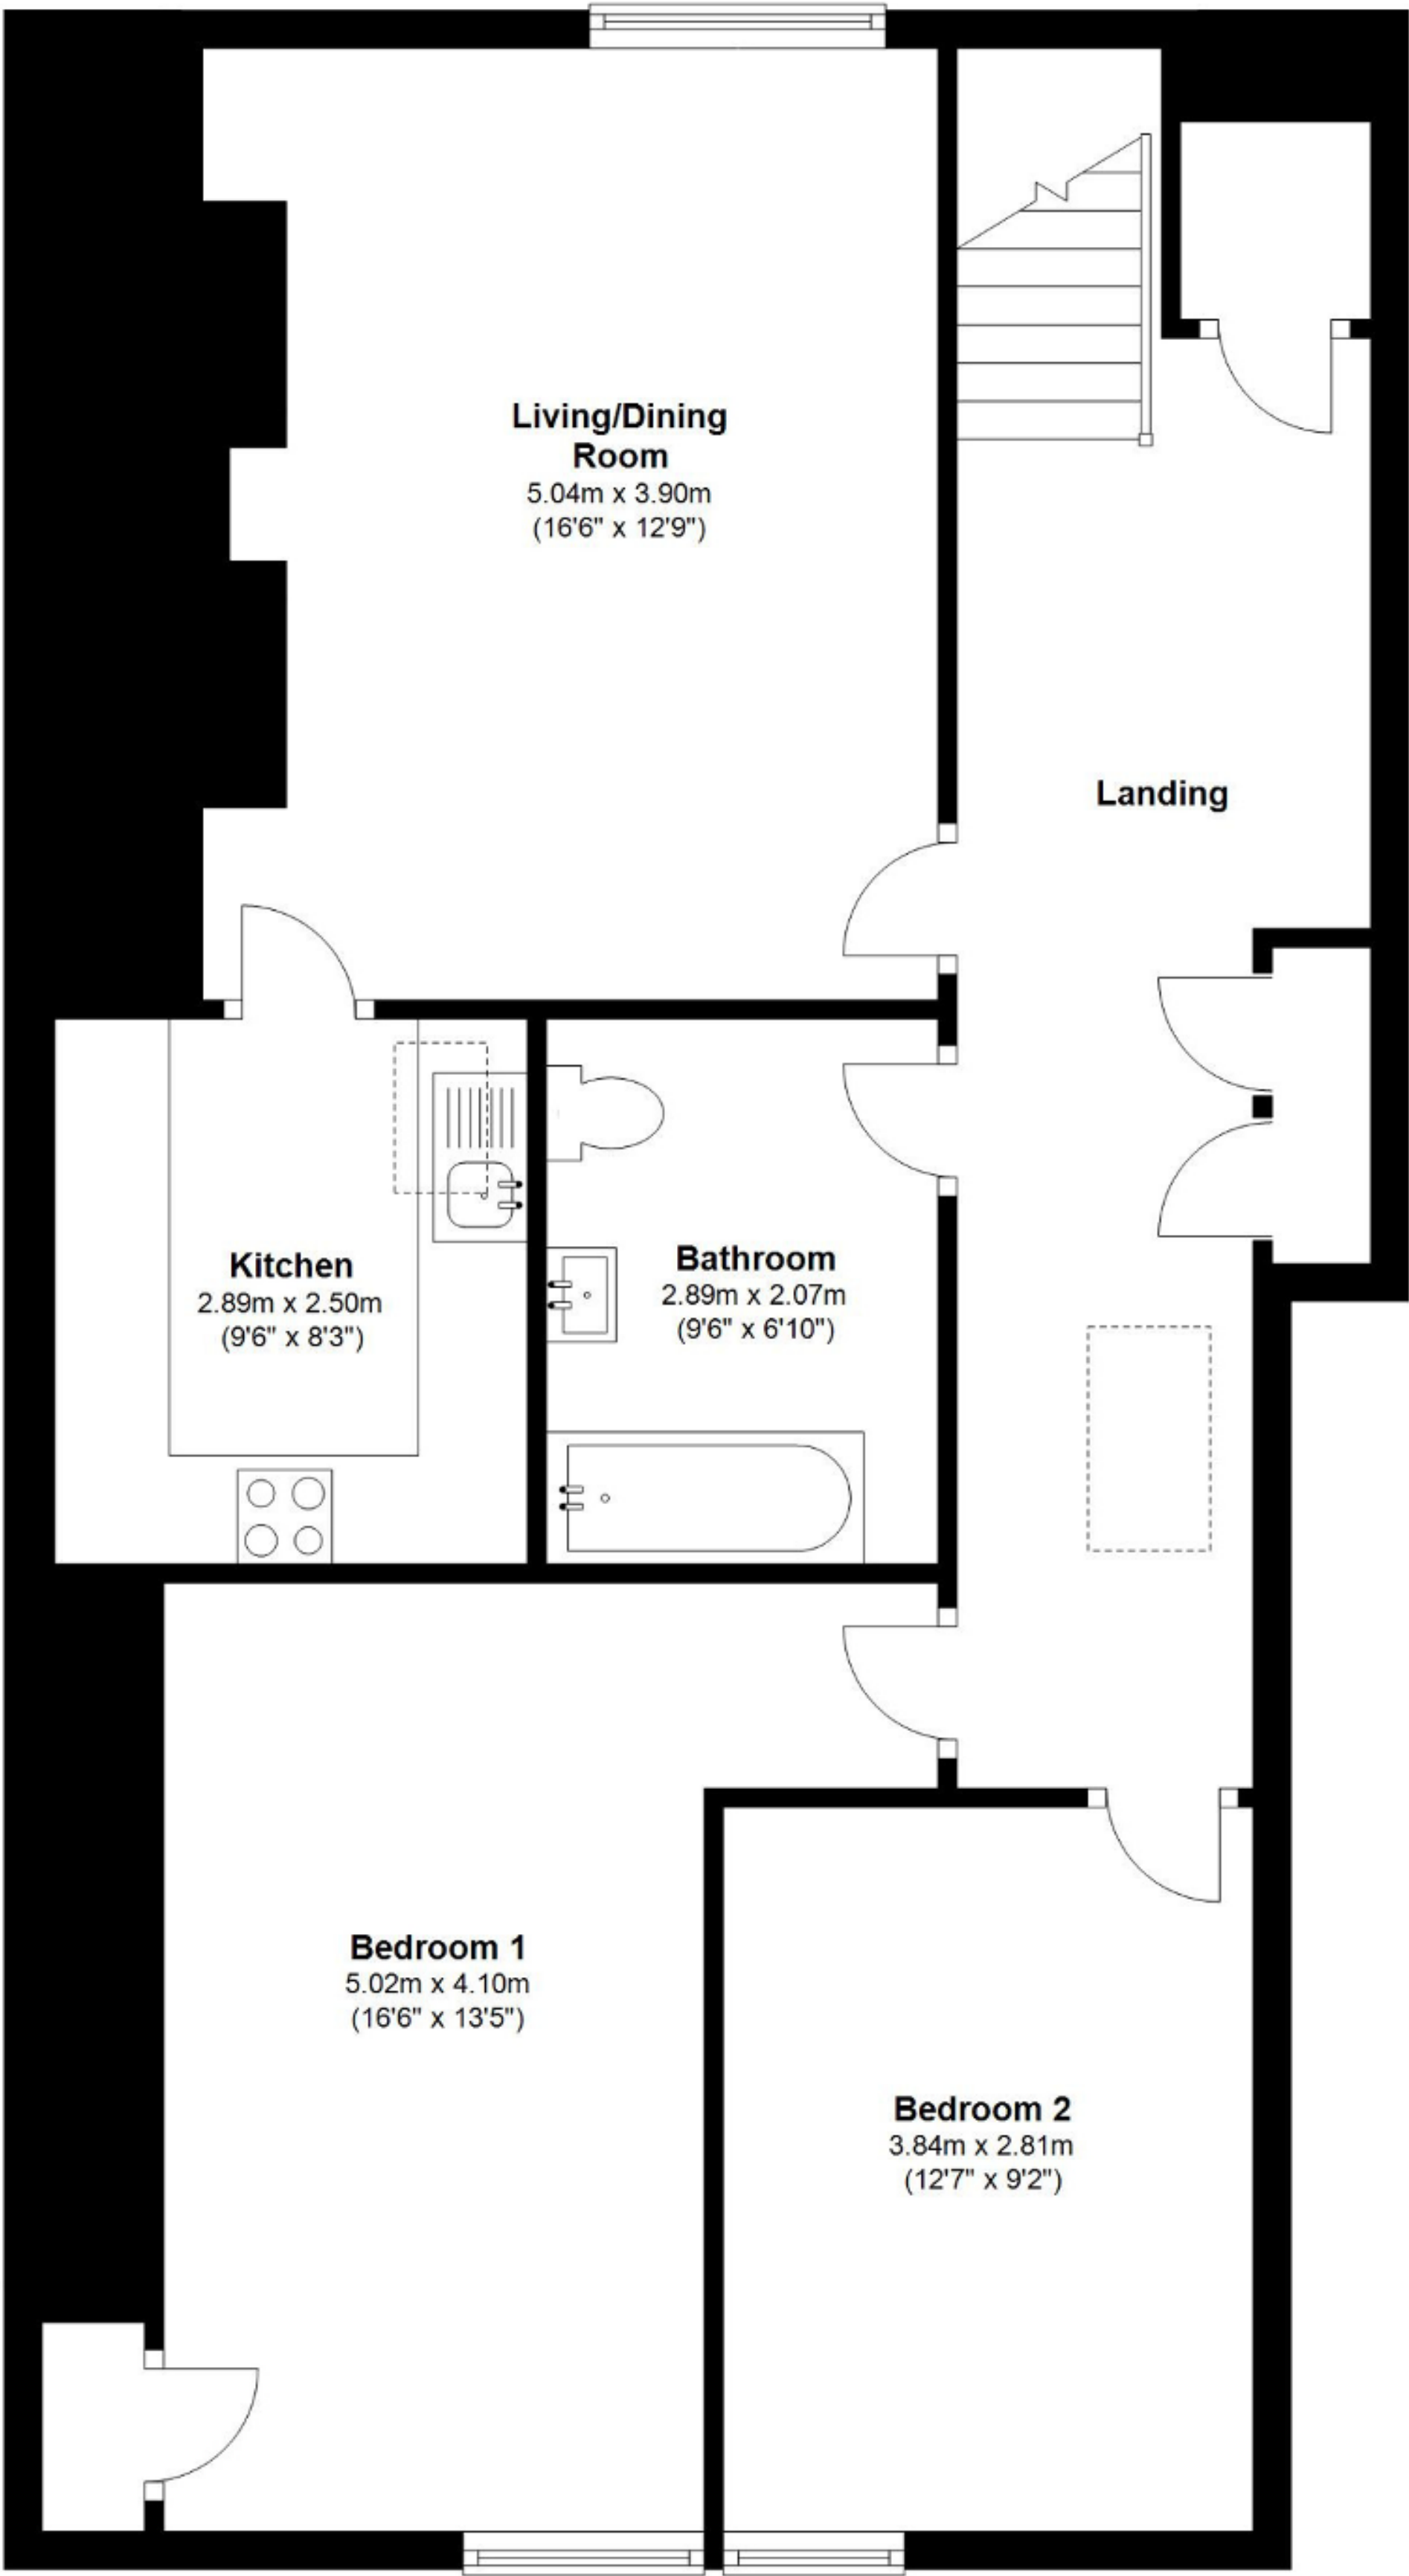 Living/Dining
Room
5.04m x 3.90m
(16'6" x 12'9")
Landing
Kitchen
2.89m x 2.50m
(9'6" x 8'3")
Bathroom
2.89m x 2.07m
(9'6" x 6'10")
Bedroom 1
5.02m x 4.10m
(16'6" x 13'5")
Bedroom 2
3.84m x 2.81m
(12'7" x 9'2")